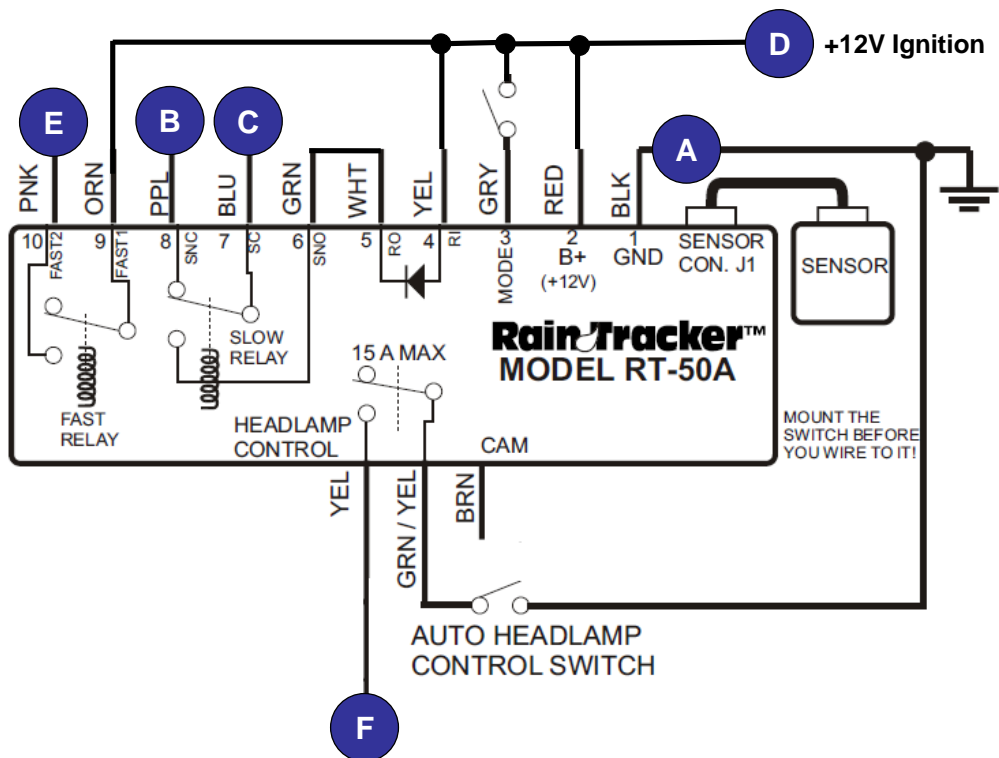 D +12V Ignition
E B C A
PNK ORN PPL BLU GRN WHT YEL GRY RED BLK
10 9 8 7 6 5 4 3 2 1
FAST2 FAST1 SNC SC SNO RO RI MODE B+ GND
(+12V)
SENSOR
CON. J1
SENSOR
Rain Tracker™
MODEL RT-50A
SLOW
RELAY
15 A MAX
FAST
RELAY
HEADLAMP
CONTROL
CAM
MOUNT THE
SWITCH BEFORE
YOU WIRE TO IT!
YEL GRN / YEL BRN
AUTO HEADLAMP
CONTROL SWITCH
F